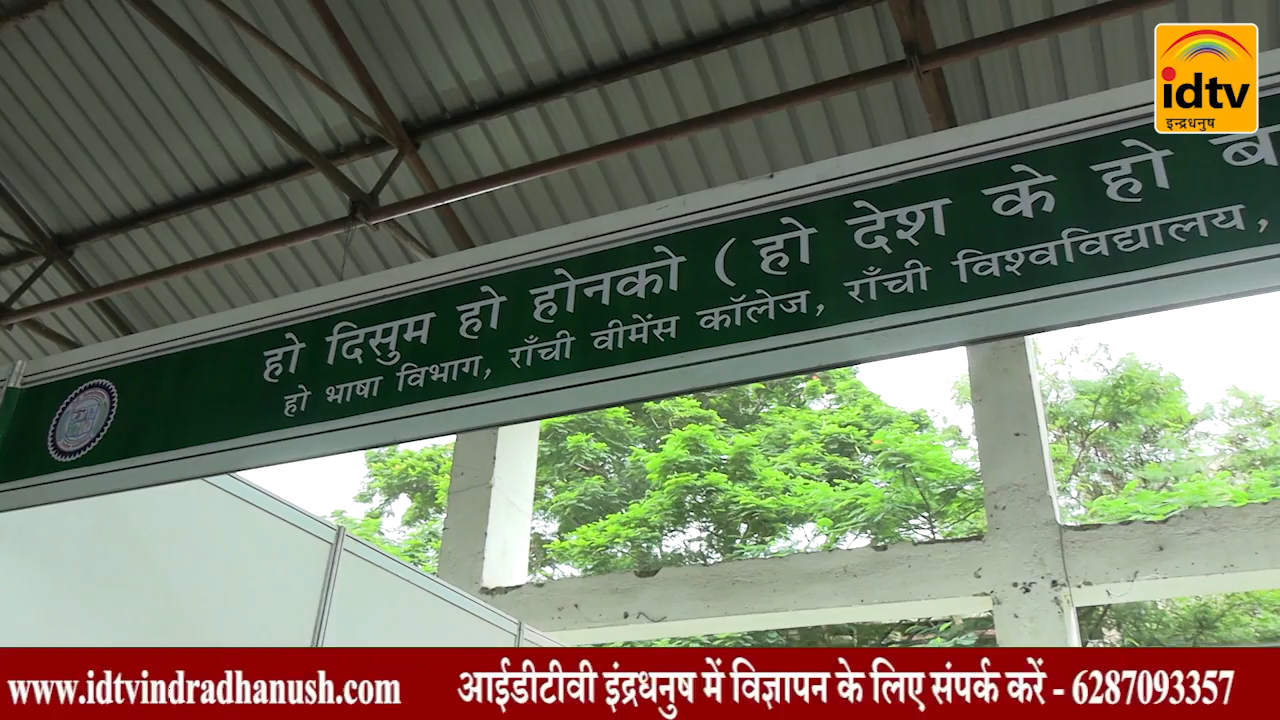 idtv
इन्द्रधनुष
हो दिसुम हो होनको ( हो देश के हो
हो भाषा विभाग, राँची वीमेंस कॉलेज, राँची विश्वविद्यालय,
www.idtvindradhanush.com
आईडीटीवी इंद्रधनुष में विज्ञापन के लिए संपर्क करें - 6287093357